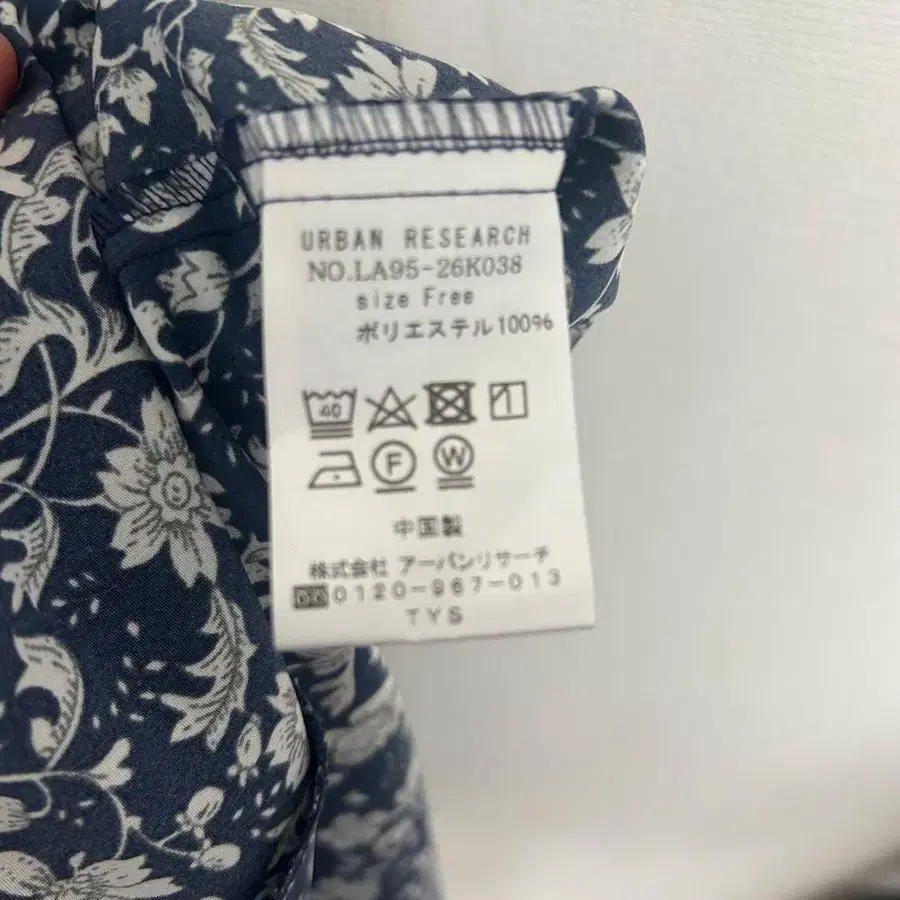 URBAN RESEARCH
NO.LA95-26K038
size Free
ポリエステル100%
40
F W
中国製
株式会社 アーバンリサーチ
0120-967-013
TYS